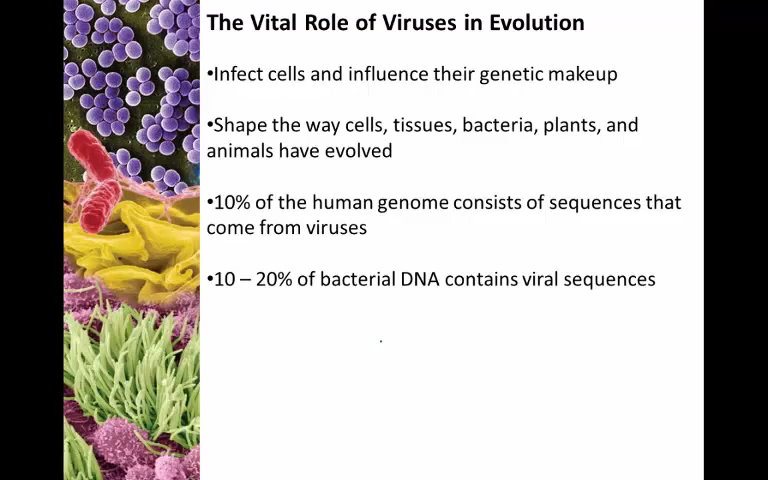 The Vital Role of Viruses in Evolution
•Infect cells and influence their genetic makeup
•Shape the way cells, tissues, bacteria, plants, and
animals have evolved
•10% of the human genome consists of sequences that
come from viruses
•10 – 20% of bacterial DNA contains viral sequences